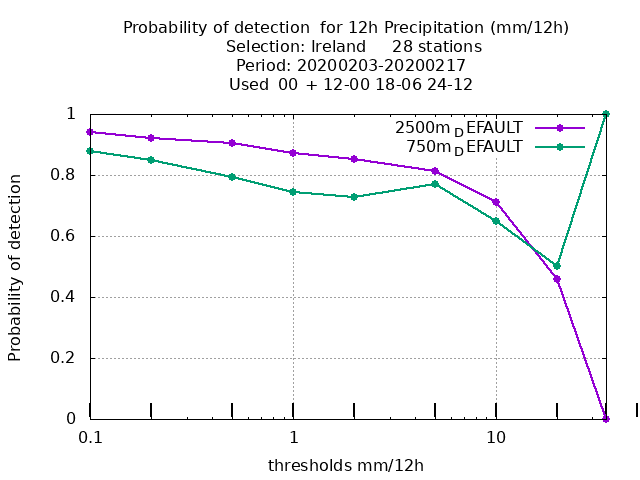 Probability of detection  for 12h Precipitation (mm/12h)
Selection: Ireland     28 stations
Period: 20200203-20200217
Used  00 + 12-00 18-06 24-12
2500m_DEFAULT
750m_DEFAULT
1
0.8
0.6
0.4
0.2
0
Probability of detection
0.1 1 10
thresholds mm/12h